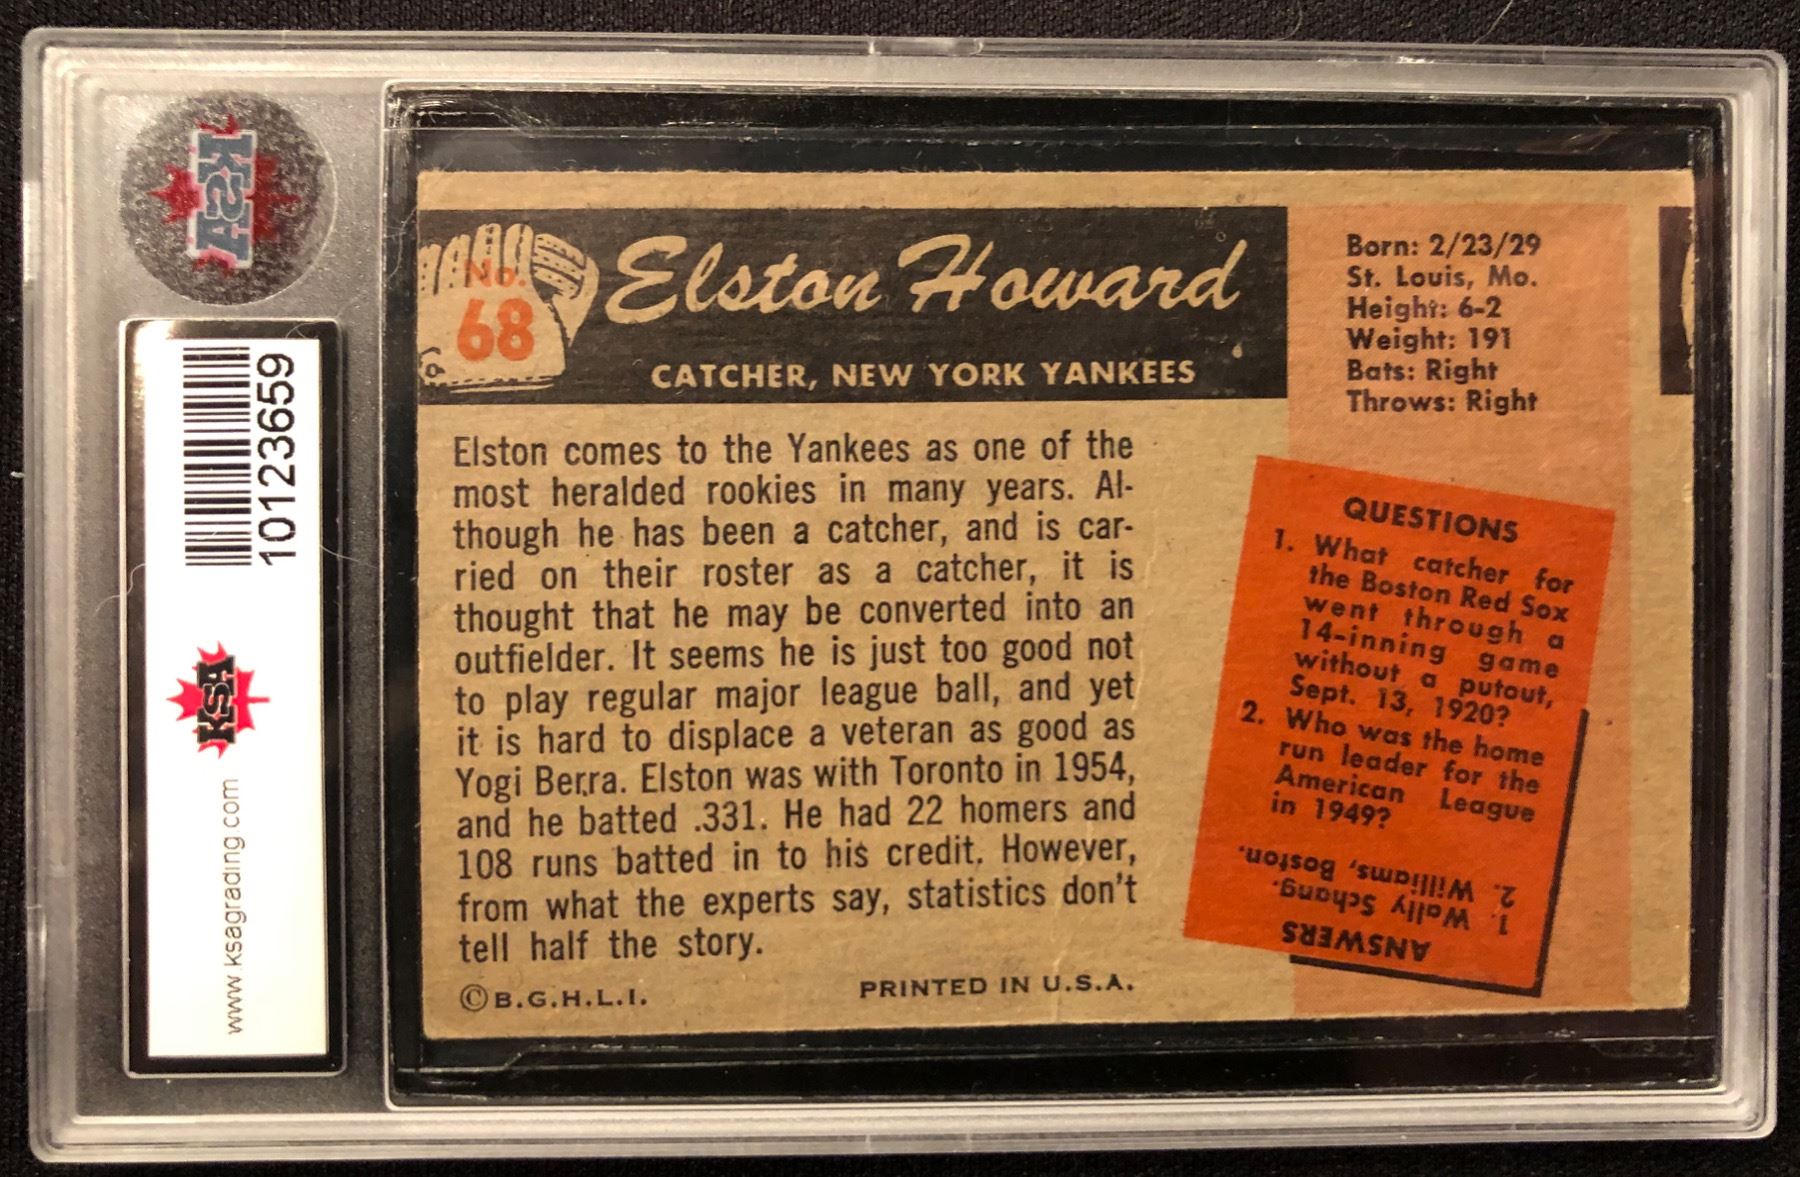 KSA
10123659
KSA
www.ksagrading.com
No.
68
Elston Howard
CATCHER, NEW YORK YANKEES
Elston comes to the Yankees as one of the
most heralded rookies in many years. Al-
though he has been a catcher, and is car-
ried on their roster as a catcher, it is
thought that he may be converted into an
outfielder. It seems he is just too good not
to play regular major league ball, and yet
it is hard to displace a veteran as good as
Yogi Berra. Elston was with Toronto in 1954,
and he batted .331. He had 22 homers and
108 runs batted in to his credit. However,
from what the experts say, statistics don't
tell half the story.
©B.G.H.L.I.
PRINTED IN U.S.A.
Born: 2/23/29
St. Louis, Mo.
Height: 6-2
Weight: 191
Bats: Right
Throws: Right
QUESTIONS
1. What catcher for
the Boston Red Sox
went through a
14-inning game
without a putout,
Sept. 13, 1920?
2. Who was the home
run leader for the
American League
in 1949?
ANSWERS
1. Wally Schang.
2. Williams, Boston.